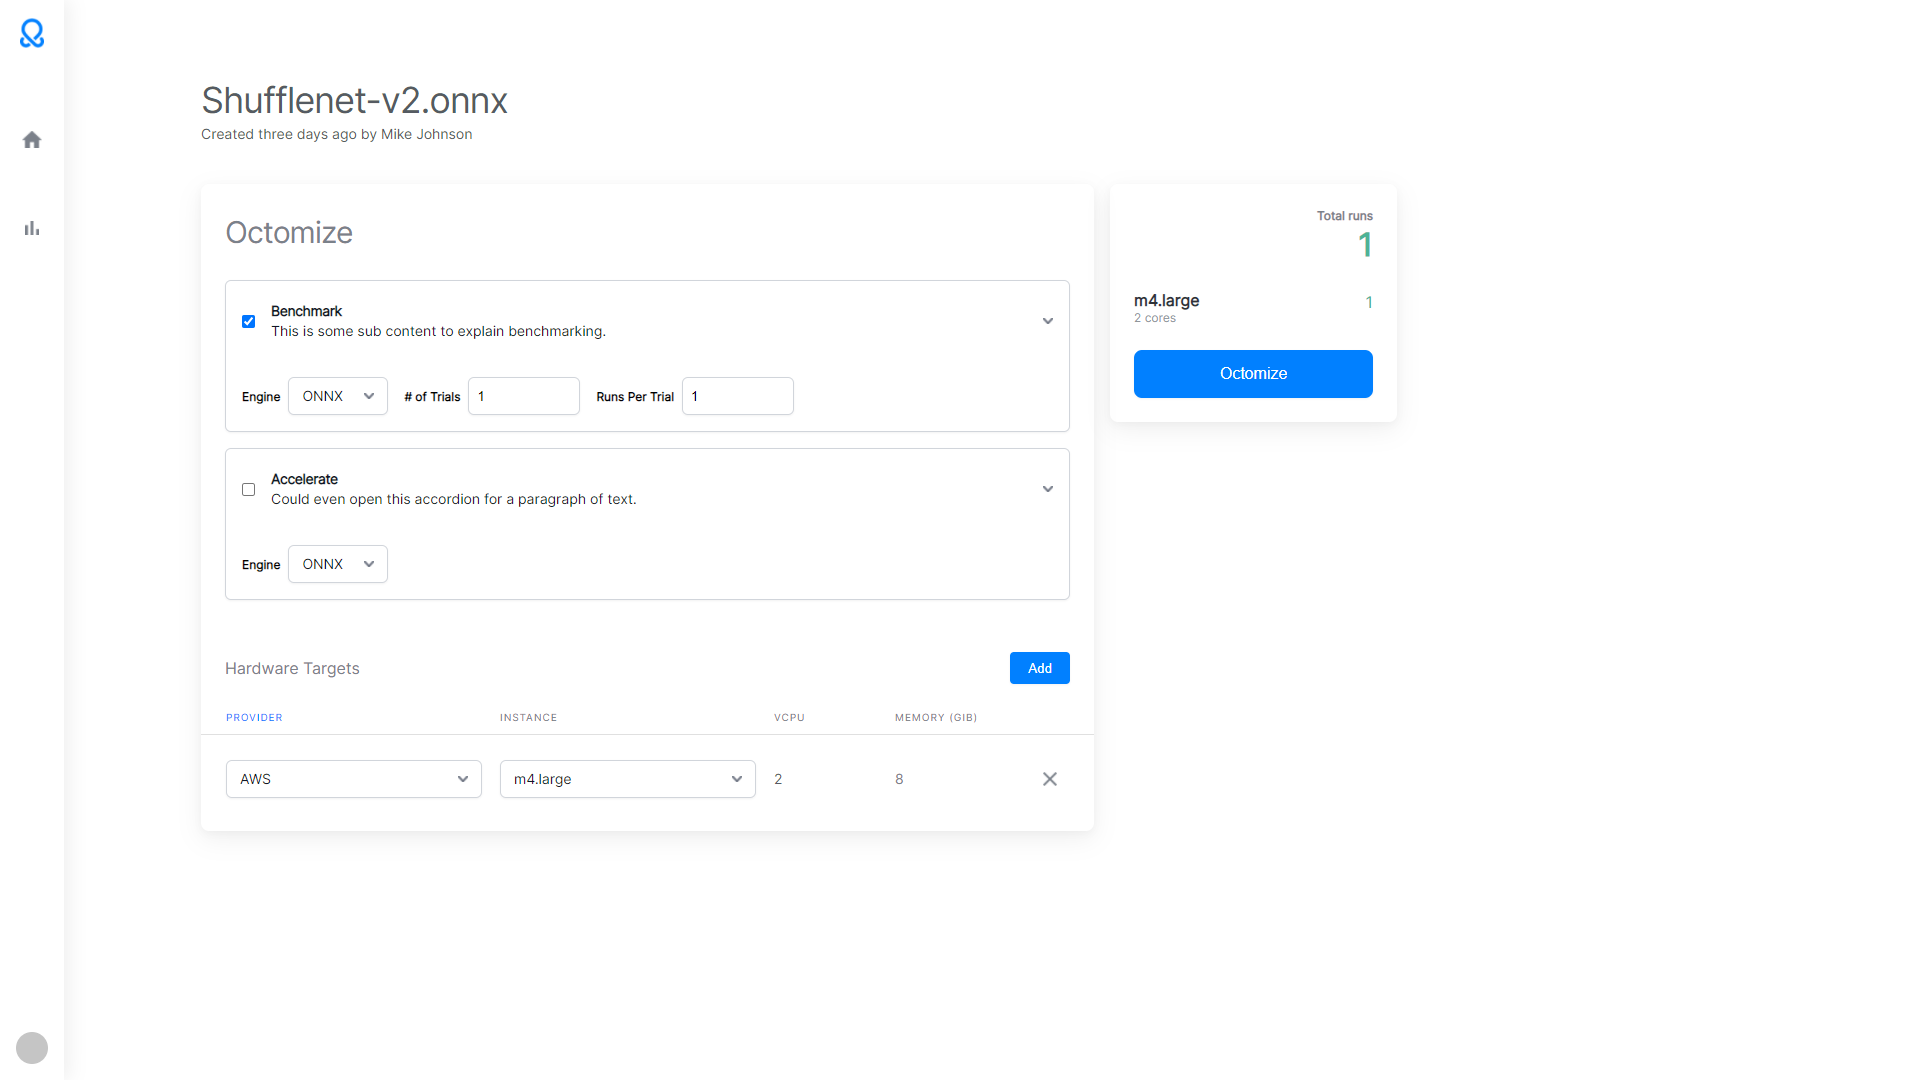 Shufflenet-v2.onnx
Created three days ago by Mike Johnson
Octomize
Benchmark
This is some sub content to explain benchmarking.
Engine ONNX # of Trials 1 Runs Per Trial 1
Accelerate
Could even open this accordion for a paragraph of text.
Engine ONNX
Hardware Targets Add
PROVIDER INSTANCE VCPU MEMORY (GIB)
AWS m4.large 2 8
Total runs
1
m4.large 1
2 cores
Octomize